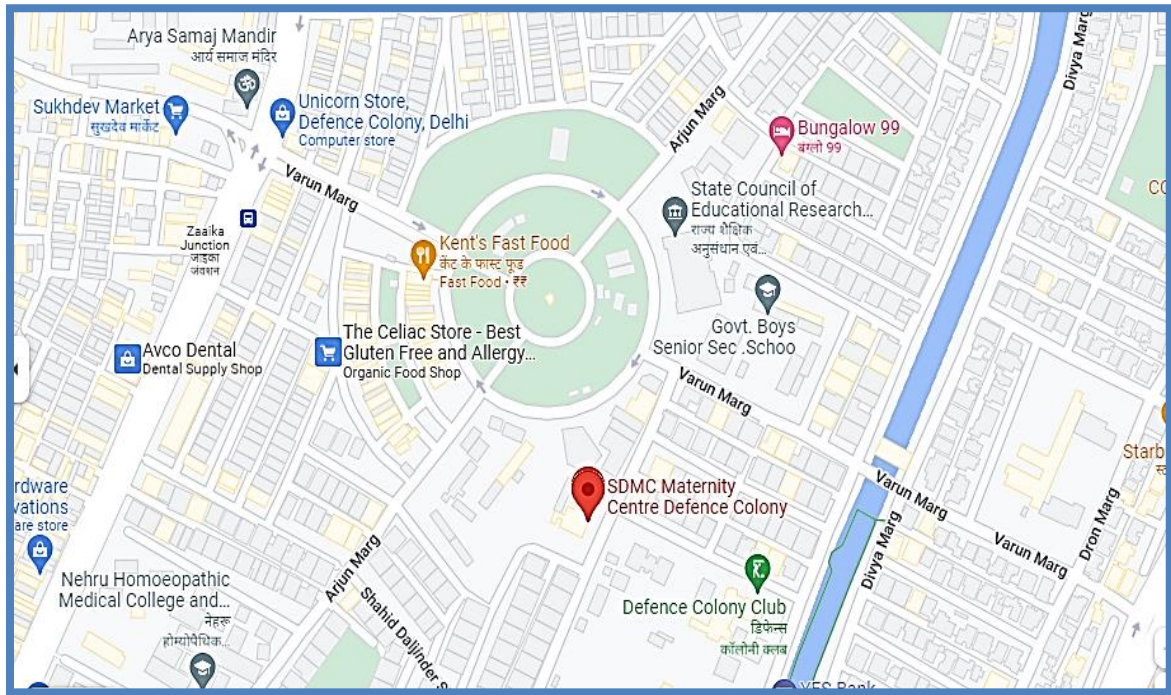 Arya Samaj Mandir
आर्य समाज मंदिर
Sukhdev Market
सुखदेव मार्केट
Unicorn Store,
Defence Colony, Delhi
Computer store
Varun Marg
Arjun Marg
Divya Marg
Bungalow 99
बंग्लो 99
State Council of
Educational Research...
राज्य शैक्षिक
अनुसंधान एवं...
Zaaika
Junction
जाइका
जंक्शन
Kent's Fast Food
केंट के फास्ट फूड
Fast Food • ₹₹
Govt. Boys
Senior Sec .Schoo
The Celiac Store - Best
Gluten Free and Allergy...
Organic Food Shop
Avco Dental
Dental Supply Shop
Varun Marg
Starb
SDMC Maternity
Centre Defence Colony
Varun Marg
Varun Marg
Divya Marg
Dron Marg
rdware
vations
are store
Arjun Marg
Shahid Daljinder S
Nehru Homoeopathic
Medical College and...
नेहरू
होम्योपैथिक...
Defence Colony Club
डिफेन्स
कॉलोनी क्लब
YES Bank